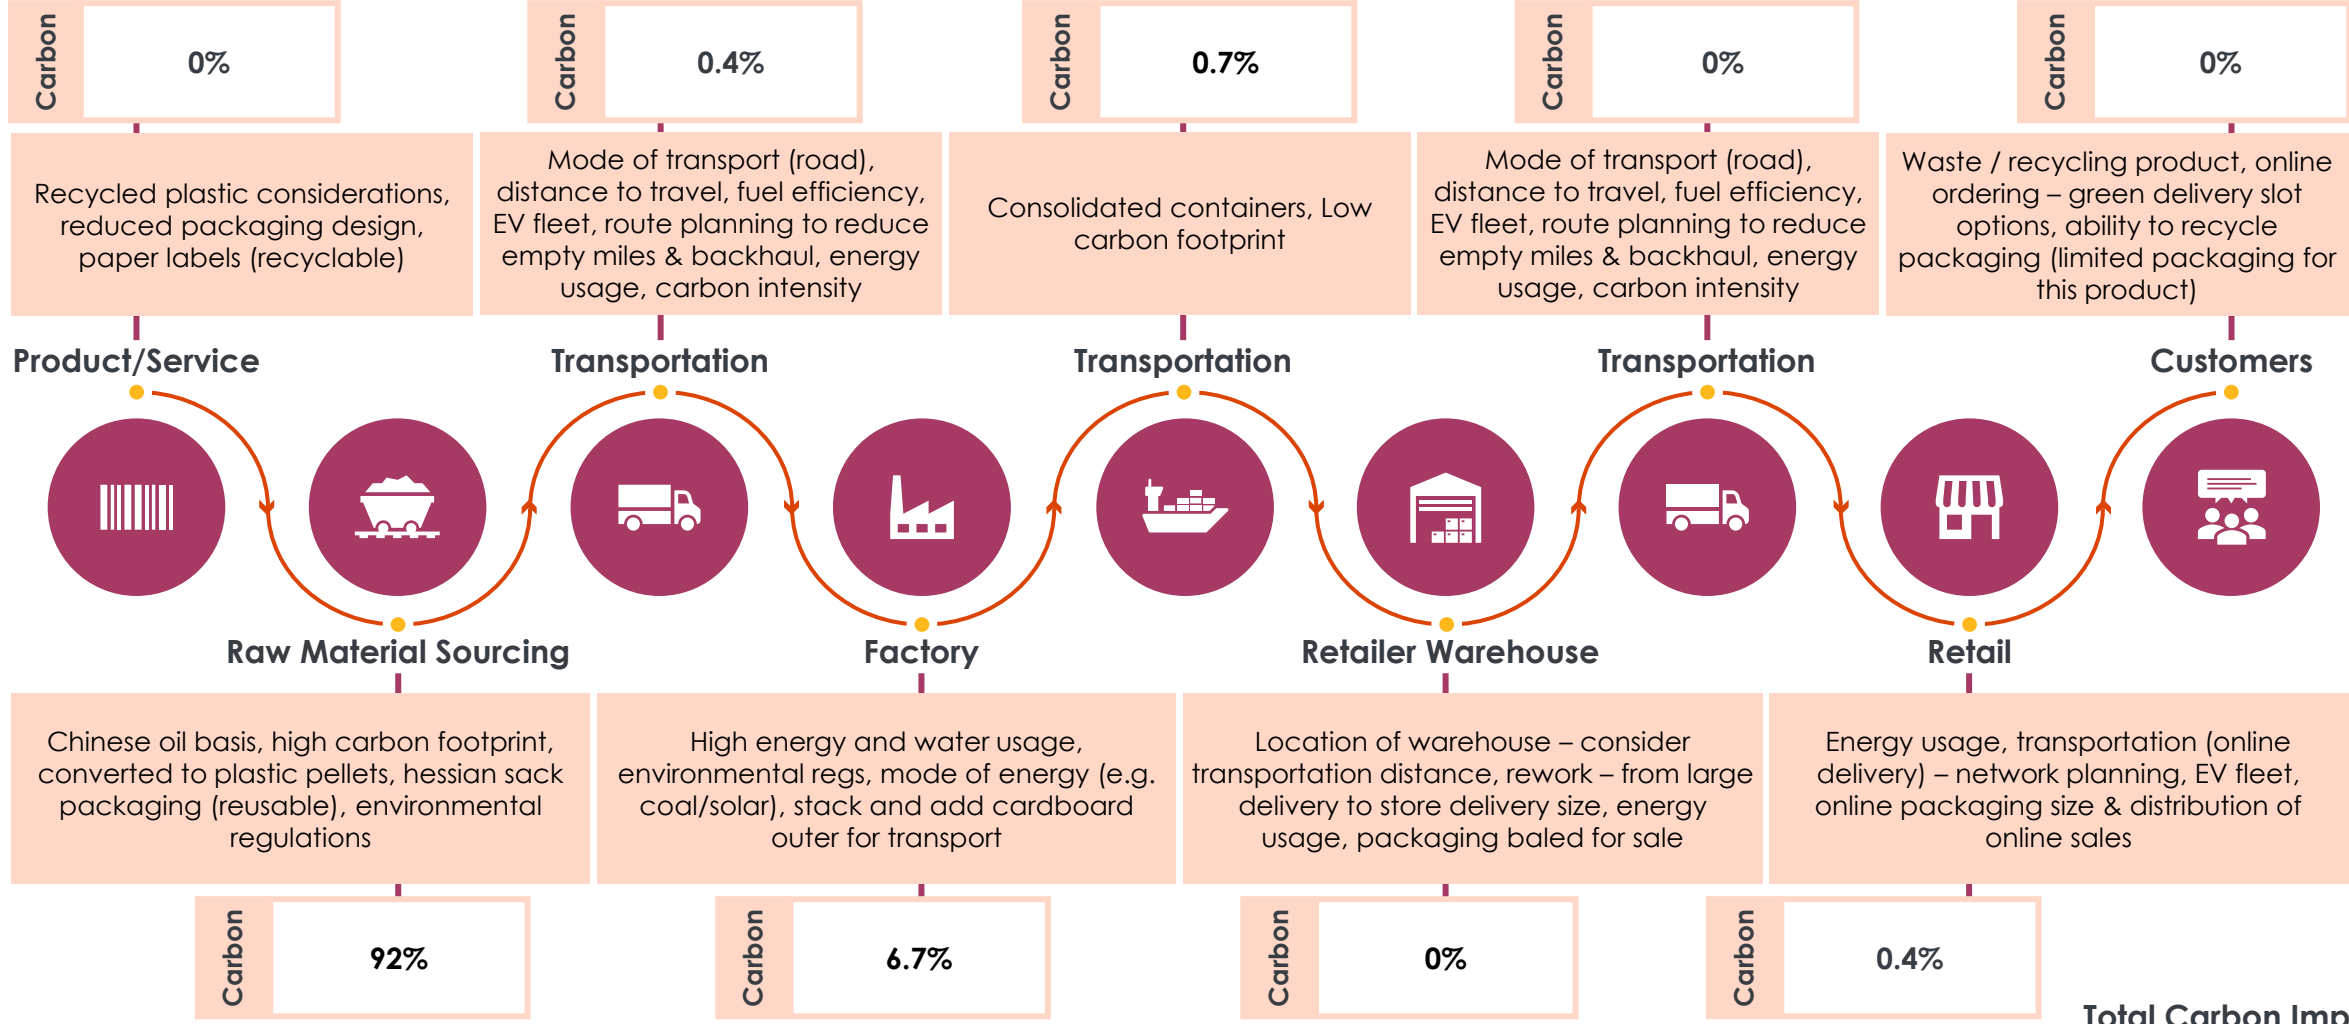 Carbon
0%
Carbon
0.4%
Carbon
0.7%
Carbon
0%
Carbon
0%
Recycled plastic considerations,
reduced packaging design,
paper labels (recyclable)
Mode of transport (road),
distance to travel, fuel efficiency,
EV fleet, route planning to reduce
empty miles & backhaul, energy
usage, carbon intensity
Consolidated containers, Low
carbon footprint
Mode of transport (road),
distance to travel, fuel efficiency,
EV fleet, route planning to reduce
empty miles & backhaul, energy
usage, carbon intensity
Waste / recycling product, online
ordering – green delivery slot
options, ability to recycle
packaging (limited packaging for
this product)
Product/Service
Transportation
Transportation
Transportation
Customers
Raw Material Sourcing
Factory
Retailer Warehouse
Retail
Chinese oil basis, high carbon footprint,
converted to plastic pellets, hessian sack
packaging (reusable), environmental
regulations
High energy and water usage,
environmental regs, mode of energy (e.g.
coal/solar), stack and add cardboard
outer for transport
Location of warehouse – consider
transportation distance, rework – from large
delivery to store delivery size, energy
usage, packaging baled for sale
Energy usage, transportation (online
delivery) – network planning, EV fleet,
online packaging size & distribution of
online sales
Carbon
92%
Carbon
6.7%
Carbon
0%
Carbon
0.4%
Total Carbon Imp